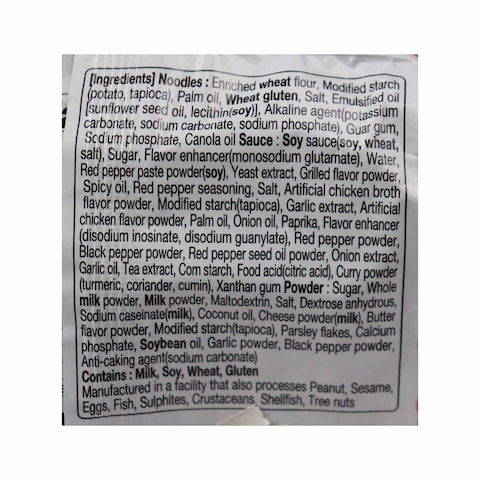 [Ingredients] Noodles : Enriched wheat flour, Modified starch
(potato, tapioca), Palm oil, Wheat gluten, Salt, Emulsified oil
[sunflower seed oil, lecithin(soy)], Alkaline agent(potassium
carbonate, sodium carbonate, sodium phosphate), Guar gum,
Sodium phosphate, Canola oil Sauce : Soy sauce(soy, wheat,
salt), Sugar, Flavor enhancer(monosodium glutamate), Water,
Red pepper paste powder(soy), Yeast extract, Grilled flavor powder,
Spicy oil, Red pepper seasoning, Salt, Artificial chicken broth
flavor powder, Modified starch(tapioca), Garlic extract, Artificial
chicken flavor powder, Palm oil, Onion oil, Paprika, Flavor enhancer
(disodium inosinate, disodium guanylate), Red pepper powder,
Black pepper powder, Red pepper seed oil powder, Onion extract,
Garlic oil, Tea extract, Corn starch, Food acid(citric acid), Curry powder
(turmeric, coriander, cumin), Xanthan gum Powder : Sugar, Whole
milk powder, Milk powder, Maltodextrin, Salt, Dextrose anhydrous,
Sodium caseinate(milk), Coconut oil, Cheese powder(milk), Butter
flavor powder, Modified starch(tapioca), Parsley flakes, Calcium
phosphate, Soybean oil, Garlic powder, Black pepper powder,
Anti-caking agent(sodium carbonate)
Contains : Milk, Soy, Wheat, Gluten
Manufactured in a facility that also processes Peanut, Sesame,
Eggs, Fish, Sulphites, Crustaceans, Shellfish, Tree nuts